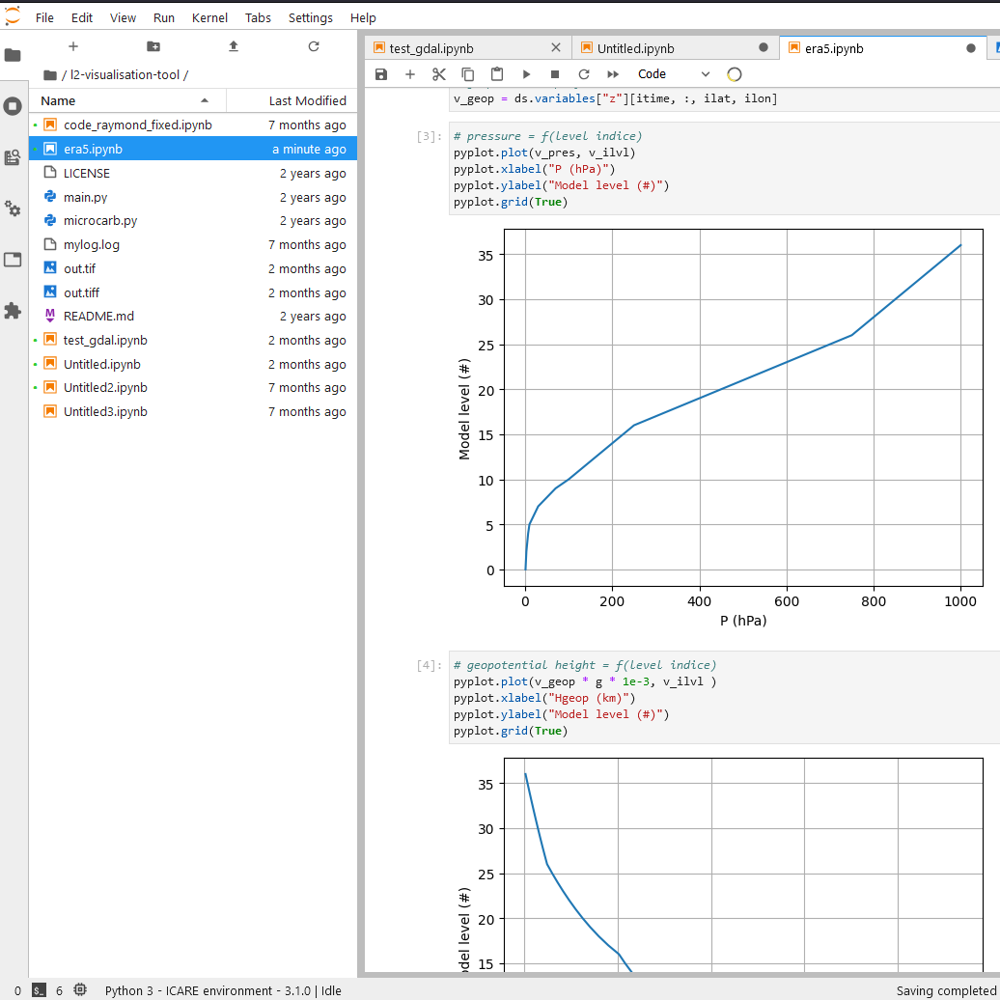 File Edit View Run Kernel Tabs Settings Help
/ l2-visualisation-tool /
Name Last Modified
code_raymond_fixed.ipynb 7 months ago
era5.ipynb a minute ago
LICENSE 2 years ago
main.py 2 years ago
microcarb.py 2 years ago
mylog.log 7 months ago
out.tif 2 months ago
out.tiff 2 months ago
README.md 2 years ago
test_gdal.ipynb 2 months ago
Untitled.ipynb 2 months ago
Untitled2.ipynb 7 months ago
Untitled3.ipynb 7 months ago
test_gdal.ipynb Untitled.ipynb era5.ipynb
Code
v_geop = ds.variables["z"][itime, :, ilat, ilon]
[3]: # pressure = f(level indice)
pyplot.plot(v_pres, v_ilvl)
pyplot.xlabel("P (hPa)")
pyplot.ylabel("Model level (#)")
pyplot.grid(True)
35
30
25
20
15
10
5
0
Model level (#)
0 200 400 600 800 1000
P (hPa)
[4]: # geopotential height = f(level indice)
pyplot.plot(v_geop * g * 1e-3, v_ilvl )
pyplot.xlabel("Hgeop (km)")
pyplot.ylabel("Model level (#)")
pyplot.grid(True)
35
30
25
20
15
del level (#)
0 6 Python 3 - ICARE environment - 3.1.0 | Idle Saving completed